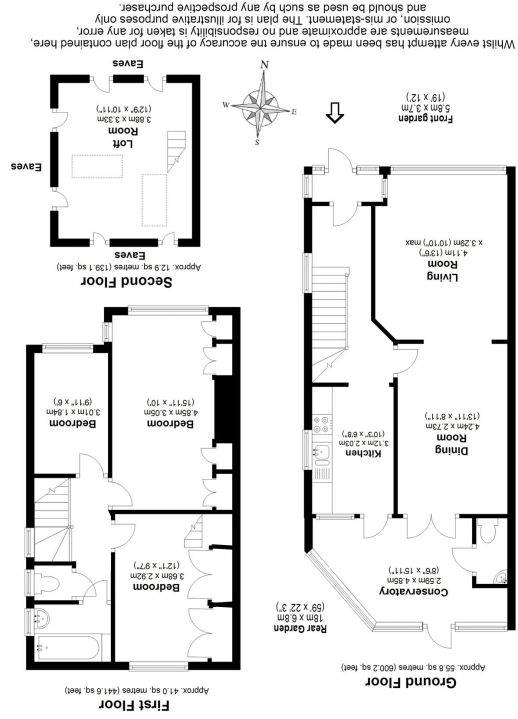 Ground Floor
Approx. 55.8 sq. metres (600.2 sq. feet)
Rear Garden
18m x 6.8m
(59' x 22' 3")
Conservatory
2.59m x 4.85m
(8'6" x 15'11")
Dining
Room
4.24m x 2.73m
(13'11" x 8'11")
Kitchen
3.12m x 2.03m
(10'3" x 6'8")
Living
Room
4.11m (13'6")
x 3.29m (10'10") max
Front garden
5.8m x 3.7m
(19' x 12')
First Floor
Approx. 41.0 sq. metres (441.6 sq. feet)
Bedroom
3.68m x 2.92m
(12'1" x 9'7")
Bedroom
4.85m x 3.05m
(15'11" x 10')
Bedroom
3.01m x 1.84m
(9'11" x 6')
Second Floor
Approx. 12.9 sq. metres (139.1 sq. feet)
Eaves
Eaves
Loft
Room
3.88m x 3.33m
(12'9" x 10'11")
Eaves
N
W
E
S
Whilst every attempt has been made to ensure the accuracy of the floor plan contained here,
measurements are approximate and no responsibility is taken for any error,
omission, or mis-statement. The plan is for illustrative purposes only
and should be used as such by any prospective purchaser.